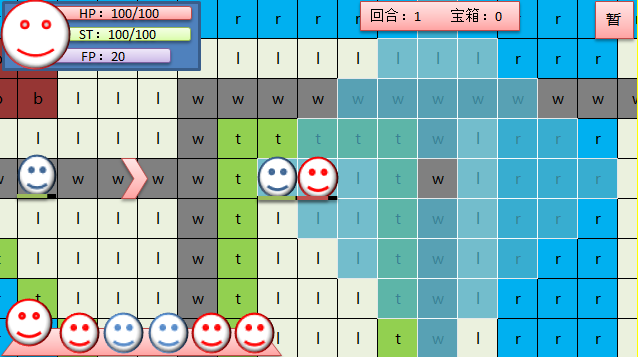 HP：100/100
ST：100/100
FP：20
回合：1 宝箱：0
暂
r r r r
l l l l l l l r r r
b b l l l w w w w w w w w w w w w
l l l l w t t t t t w l r r r
w w w w w t l t w l r r r
l l l l w t l l l t w l r r r
t l l l l w t l l l t w l r r r
t l l l w t l l l t w l r r r
l l l t w l r r r